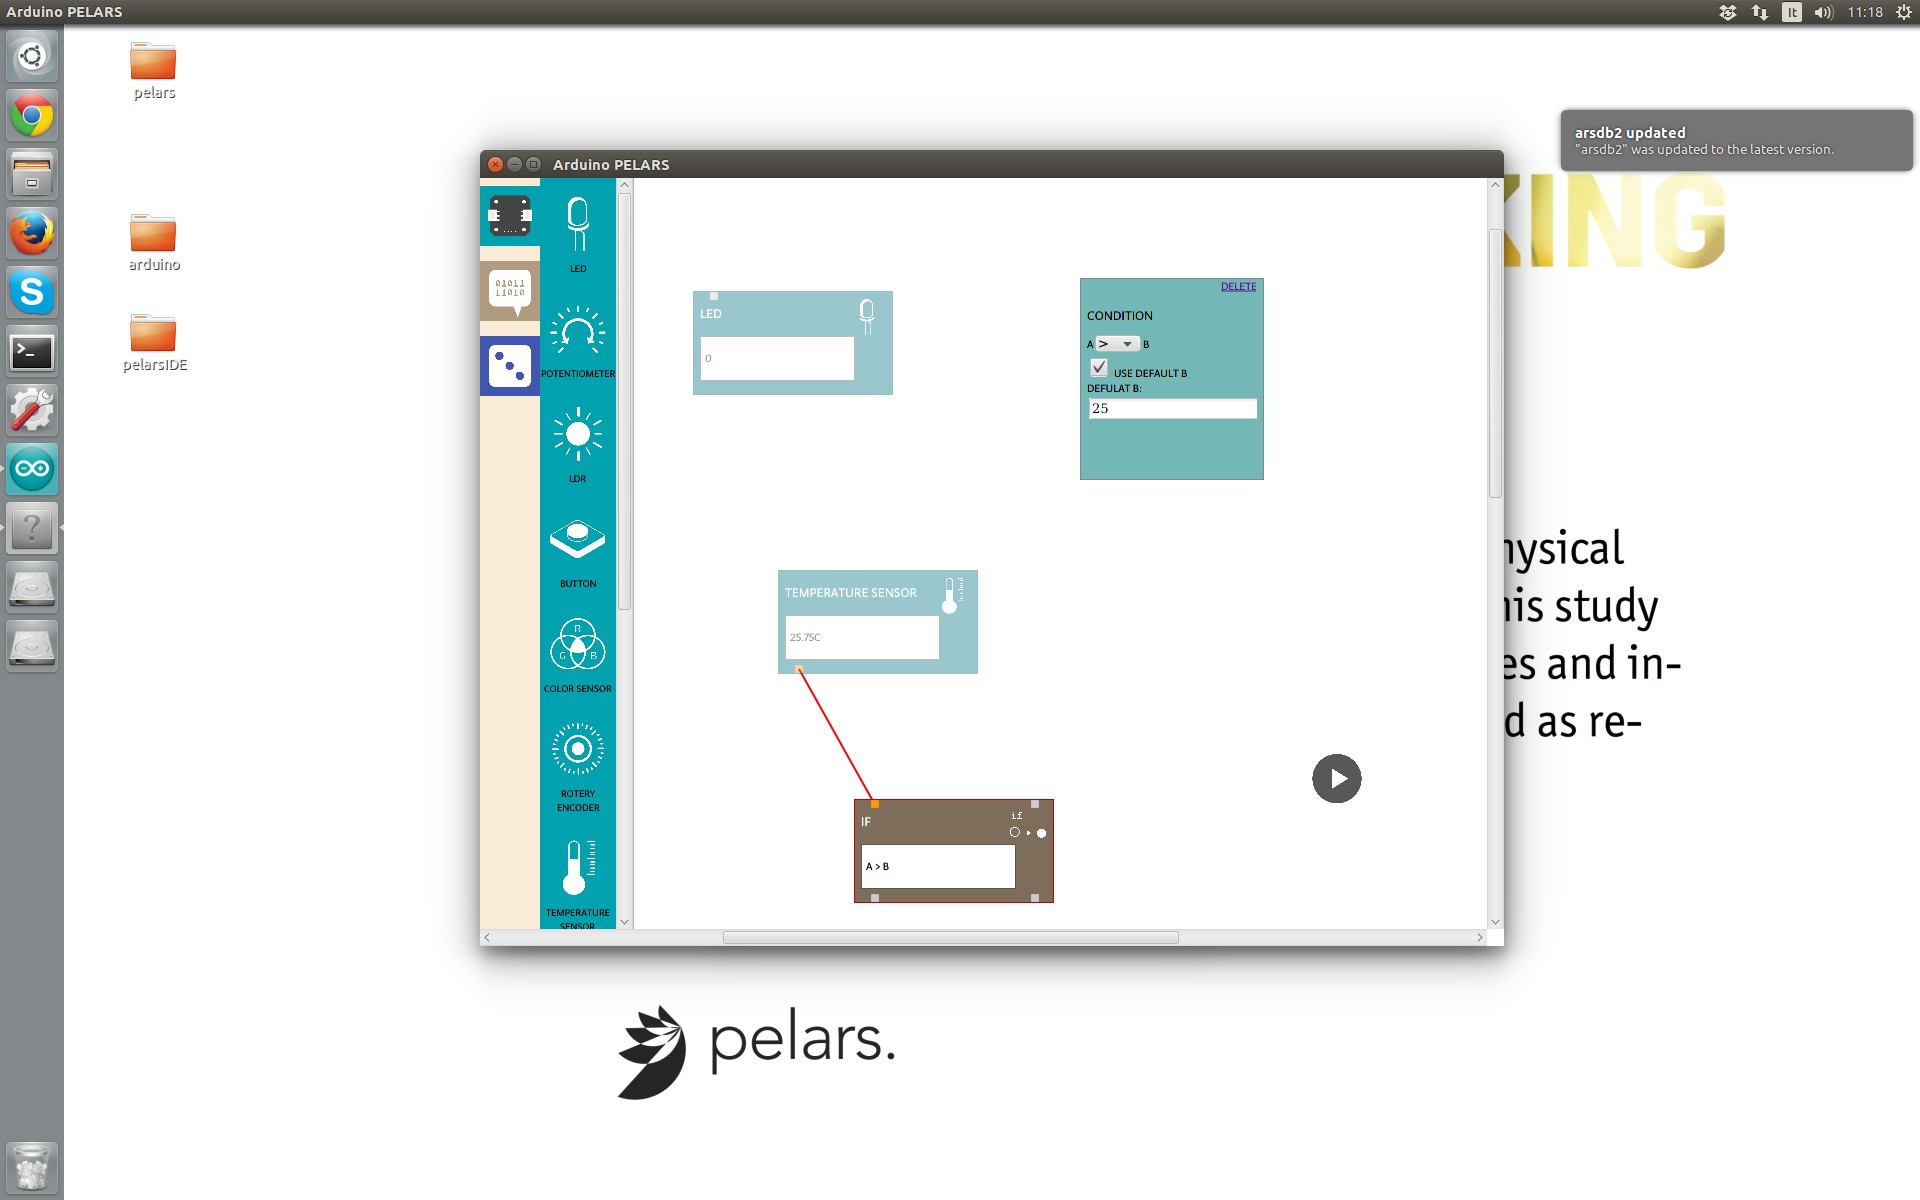 Arduino PELARS
It
11:18
pelars
arduino
pelarsIDE
arsdb2 updated
"arsdb2" was updated to the latest version.
KING
Arduino PELARS
01011
11010
LED
POTENTIOMETER
LDR
BUTTON
R
G B
COLOR SENSOR
ROTERY
ENCODER
TEMPERATURE
SENSOR
LED
0
DELETE
CONDITION
A > B
USE DEFAULT B
DEFULAT B:
25
TEMPERATURE SENSOR
25.75C
IF
if
A > B
hysical
his study
es and in-
d as re-
pelars.